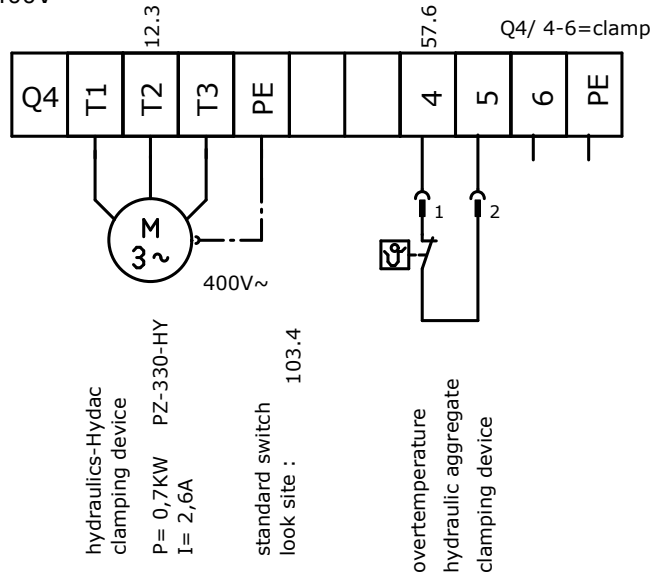 12.3
57.6
Q4/ 4-6=clamp
Q4 T1 T2 T3 PE 4 5 6 PE
1 2
M
3~
400V~
hydraulics-Hydac
clamping device
P= 0,7KW PZ-330-HY
I= 2,6A
standard switch
look site : 103.4
overtemperature
hydraulic aggregate
clamping device